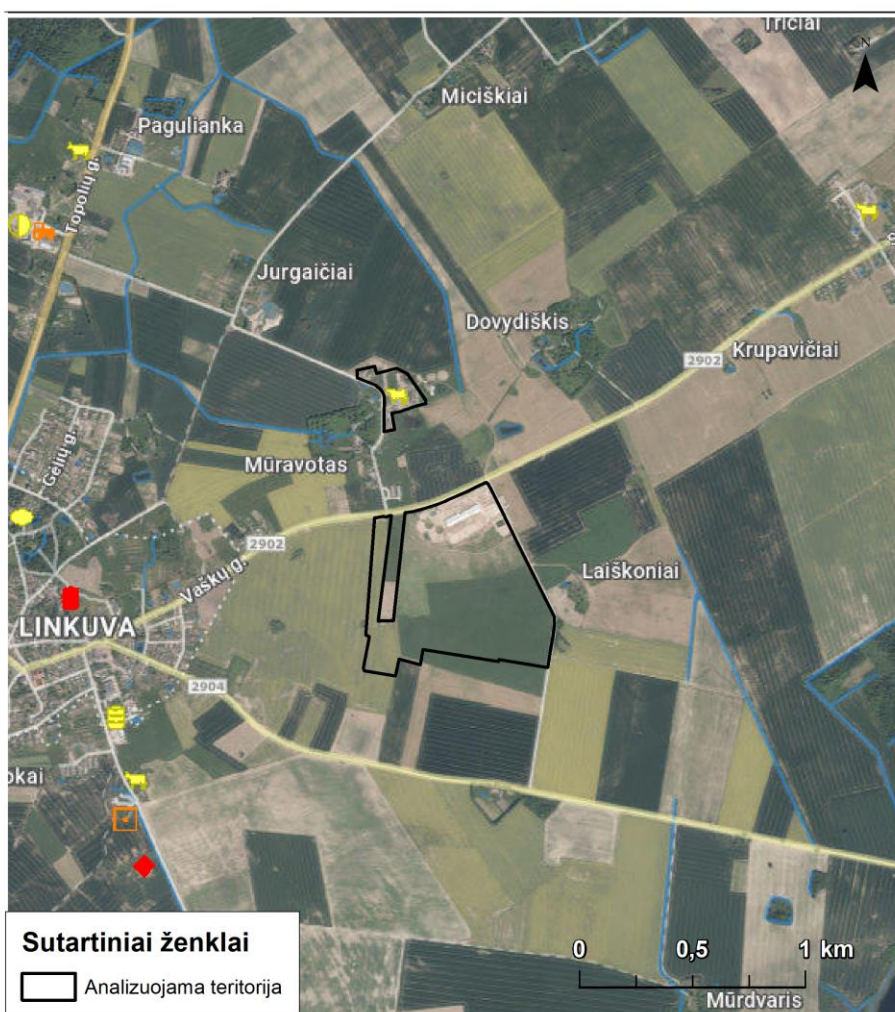 Tričiai
N
Miciškiai
Pagulianka
Topolių g.
Jurgaičiai
Dovydiškis
Krupavičiai
2902
Gėlių g.
Mūravotas
2902
Vaškų g.
Laiškoniai
LINKUVA
2904
okai
Sutartiniai ženklai
Analizuojama teritorija
0 0,5 1 km
Mūrdvaris